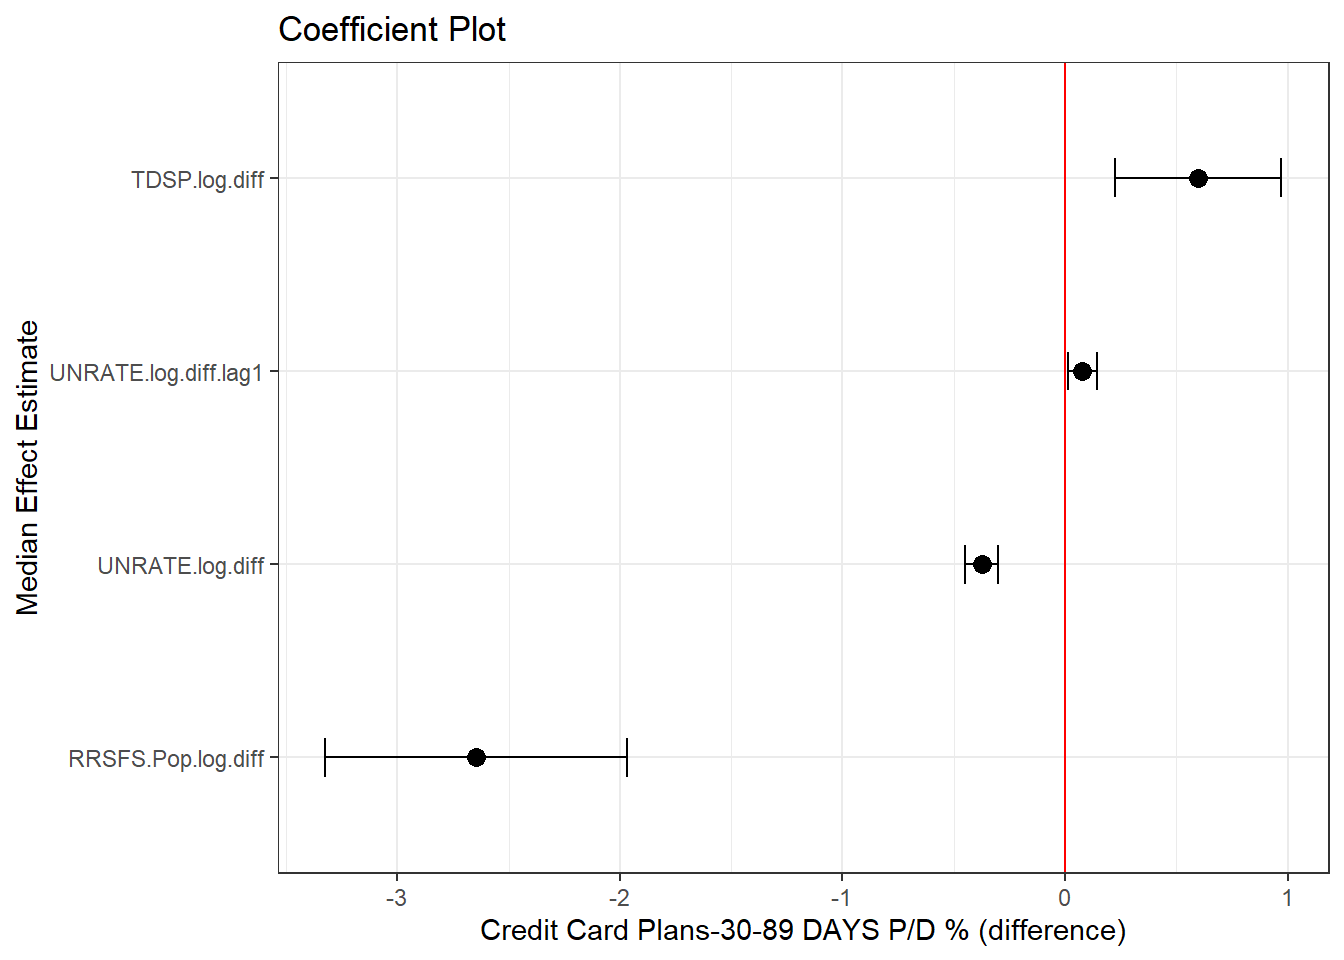 Coefficient Plot
Median Effect Estimate
TDSP.log.diff
UNRATE.log.diff.lag1
UNRATE.log.diff
RRSFS.Pop.log.diff
-3 -2 -1 0 1
Credit Card Plans-30-89 DAYS P/D % (difference)